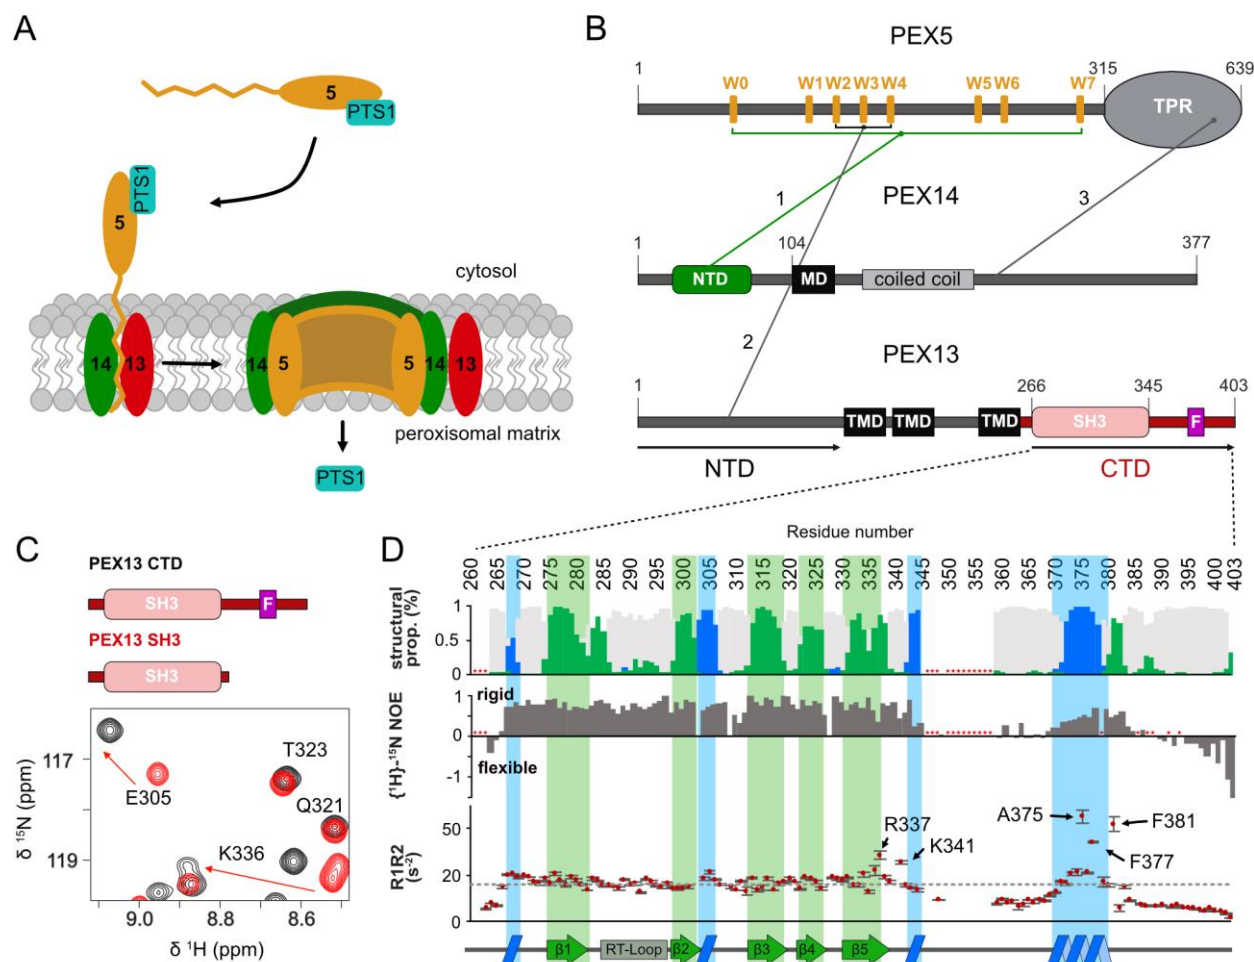 A
5
PTS1
PTS1
5
cytosol
14
13
14
5
5
14
13
peroxisomal matrix
PTS1
B
PEX5
1
315
639
W0
W1
W2
W3
W4
W5
W6
W7
TPR
1
PEX14
3
1
104
377
NTD
MD
coiled coil
2
PEX13
1
266
345
403
TMD
TMD
TMD
SH3
F
NTD
CTD
C
PEX13 CTD
SH3
F
PEX13 SH3
SH3
117
119
δ ¹⁵N (ppm)
T323
E305
Q321
K336
9.0
8.8
8.6
δ ¹H (ppm)
D
Residue number
260
265
270
275
280
285
290
295
300
305
310
315
320
325
330
335
340
345
350
355
360
365
370
375
380
385
390
395
400
403
structural
prop. (%)
1
0.5
0
{¹H}-¹⁵N NOE
1
0
-1
rigid
flexible
R1R2
(s⁻²)
50
20
0
R337
K341
A375
F381
F377
β1
RT-Loop
β2
β3
β4
β5